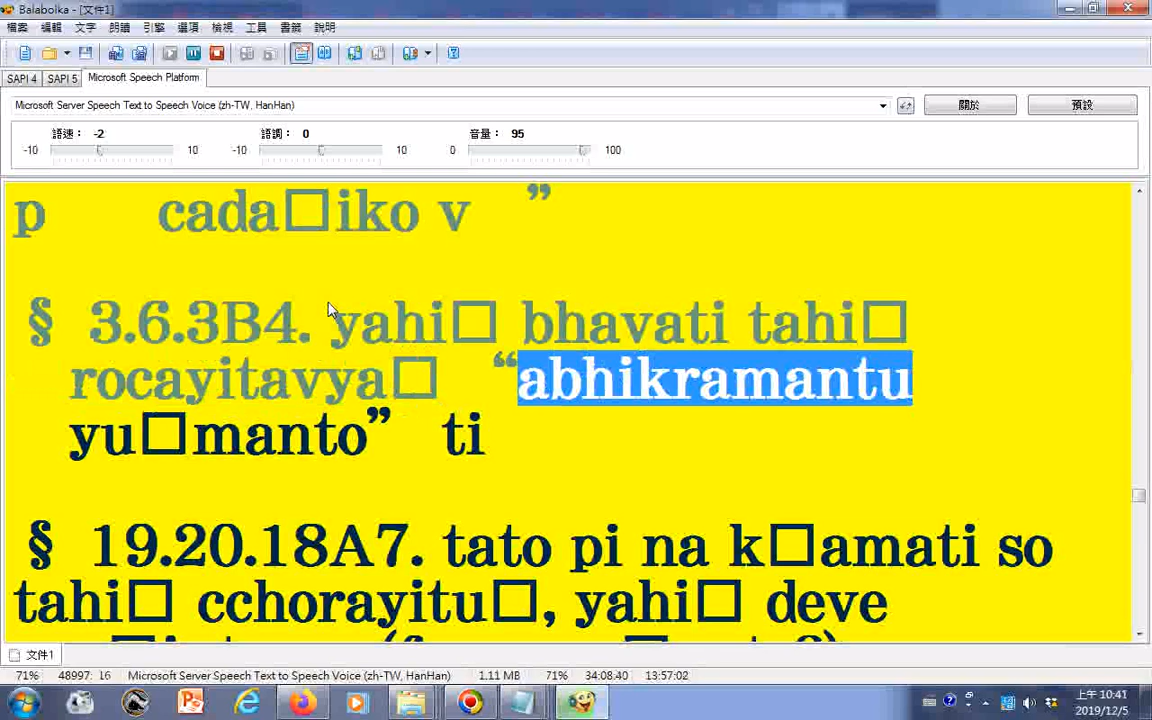 Balabolka - [文件1]
檔案 編輯 文字 朗讀 引擎 選項 檢視 工具 書籤 說明
SAPI 4 SAPI 5 Microsoft Speech Platform
Microsoft Server Speech Text to Speech Voice (zh-TW, HanHan) 關於 預設
語速： -2 語調： 0 音量： 95
-10 10 -10 10 0 100
p cada□iko v ”
§ 3.6.3B4. yahi□ bhavati tahi□
rocayitavya□ “abhikramantu
yu□manto” ti
§ 19.20.18A7. tato pi na k□amati so
tahi□ cchorayitu□, yahi□ deve
文件1
71% 48997: 16 Microsoft Server Speech Text to Speech Voice (zh-TW, HanHan) 1.11 MB 71% 34:08:40 13:57:02
上午 10:41
2019/12/5